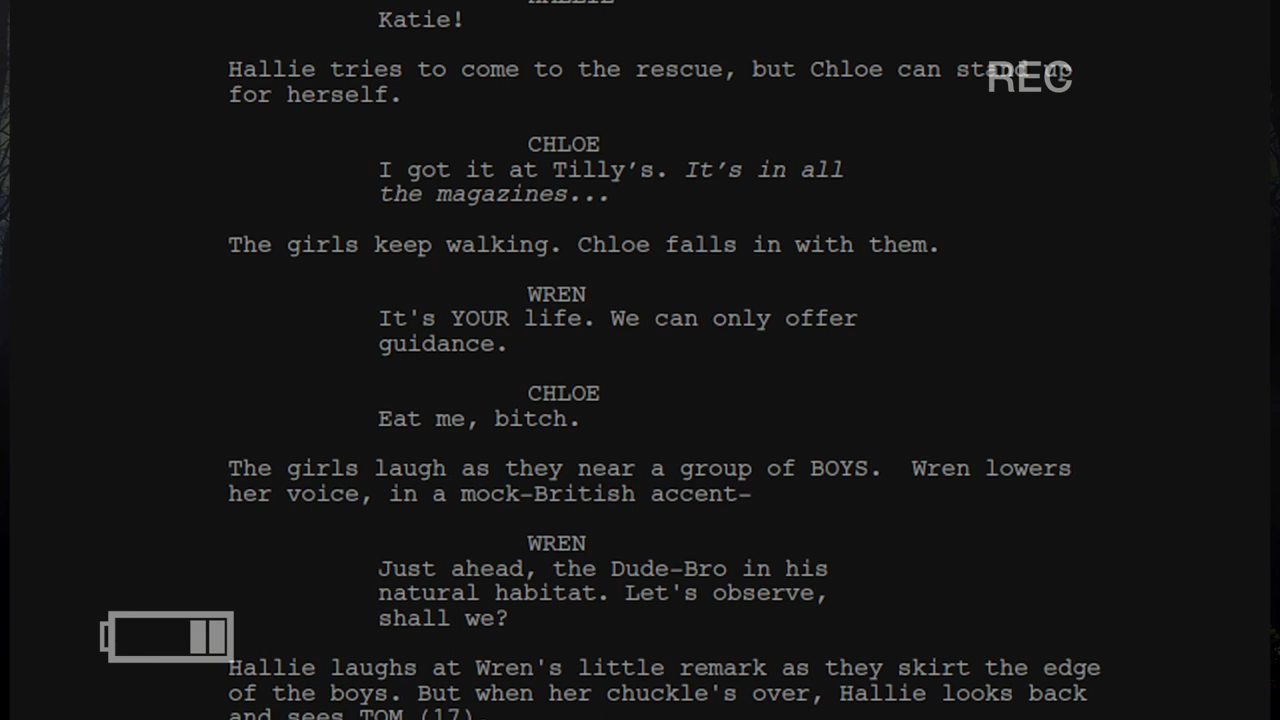 HALLIE
Katie!
Hallie tries to come to the rescue, but Chloe can stand up
REC
for herself.
CHLOE
I got it at Tilly’s. It’s in all
the magazines...
The girls keep walking. Chloe falls in with them.
WREN
It's YOUR life. We can only offer
guidance.
CHLOE
Eat me, bitch.
The girls laugh as they near a group of BOYS.  Wren lowers
her voice, in a mock-British accent-
WREN
Just ahead, the Dude-Bro in his
natural habitat. Let's observe,
shall we?
Hallie laughs at Wren's little remark as they skirt the edge
of the boys. But when her chuckle's over, Hallie looks back
and sees TOM (17)